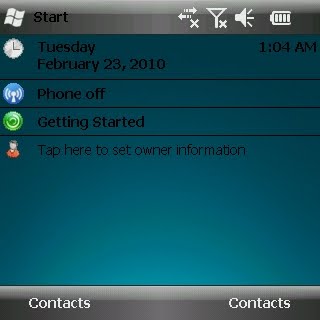 Start
Tuesday 1:04 AM
February 23, 2010
Phone off
Getting Started
Tap here to set owner information
Contacts Contacts